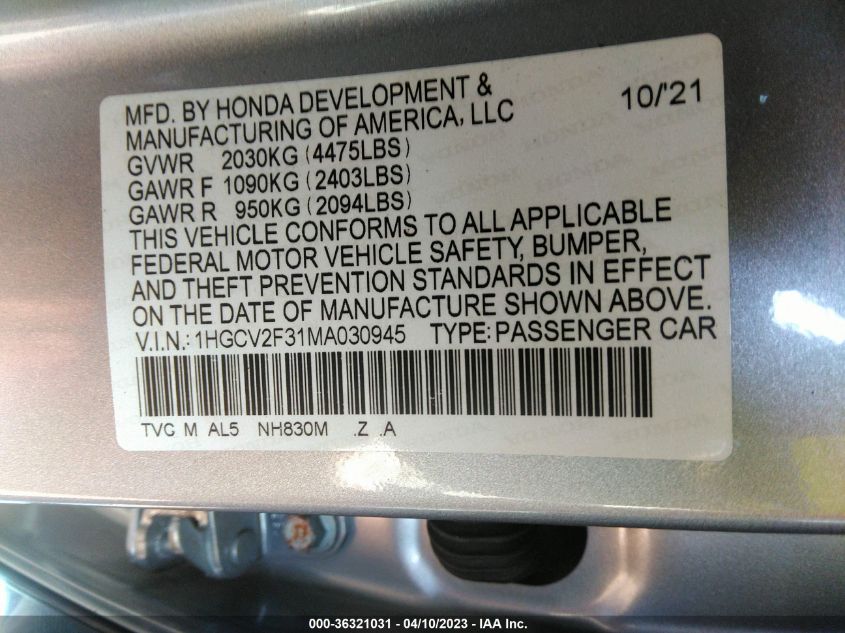 MFD. BY HONDA DEVELOPMENT & 10/'21
MANUFACTURING OF AMERICA, LLC
GVWR 2030KG (4475LBS)
GAWR F 1090KG (2403LBS)
GAWR R 950KG (2094LBS)
THIS VEHICLE CONFORMS TO ALL APPLICABLE
FEDERAL MOTOR VEHICLE SAFETY, BUMPER,
AND THEFT PREVENTION STANDARDS IN EFFECT
ON THE DATE OF MANUFACTURE SHOWN ABOVE.
V.I.N.: 1HGCV2F31MA030945 TYPE: PASSENGER CAR
TVC M AL5 NH830M .Z .A
000-36321031 - 04/10/2023 - IAA Inc.